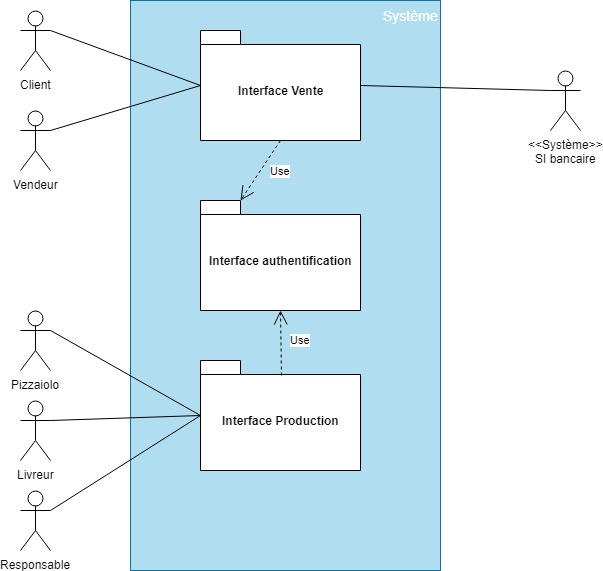 Système
Client
Interface Vente
Vendeur
<<Système>>
SI bancaire
Use
Interface authentification
Use
Pizzaiolo
Interface Production
Livreur
Responsable